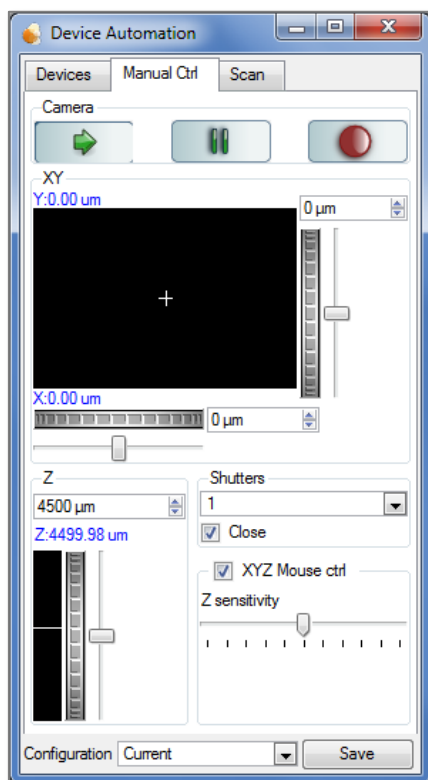 Device Automation
Devices Manual Ctrl Scan
Camera
XY
Y:0.00 um
0 µm
X:0.00 um
0 µm
Z
4500 µm
Z:4499.98 um
Shutters
1
Close
XYZ Mouse ctrl
Z sensitivity
Configuration Current Save